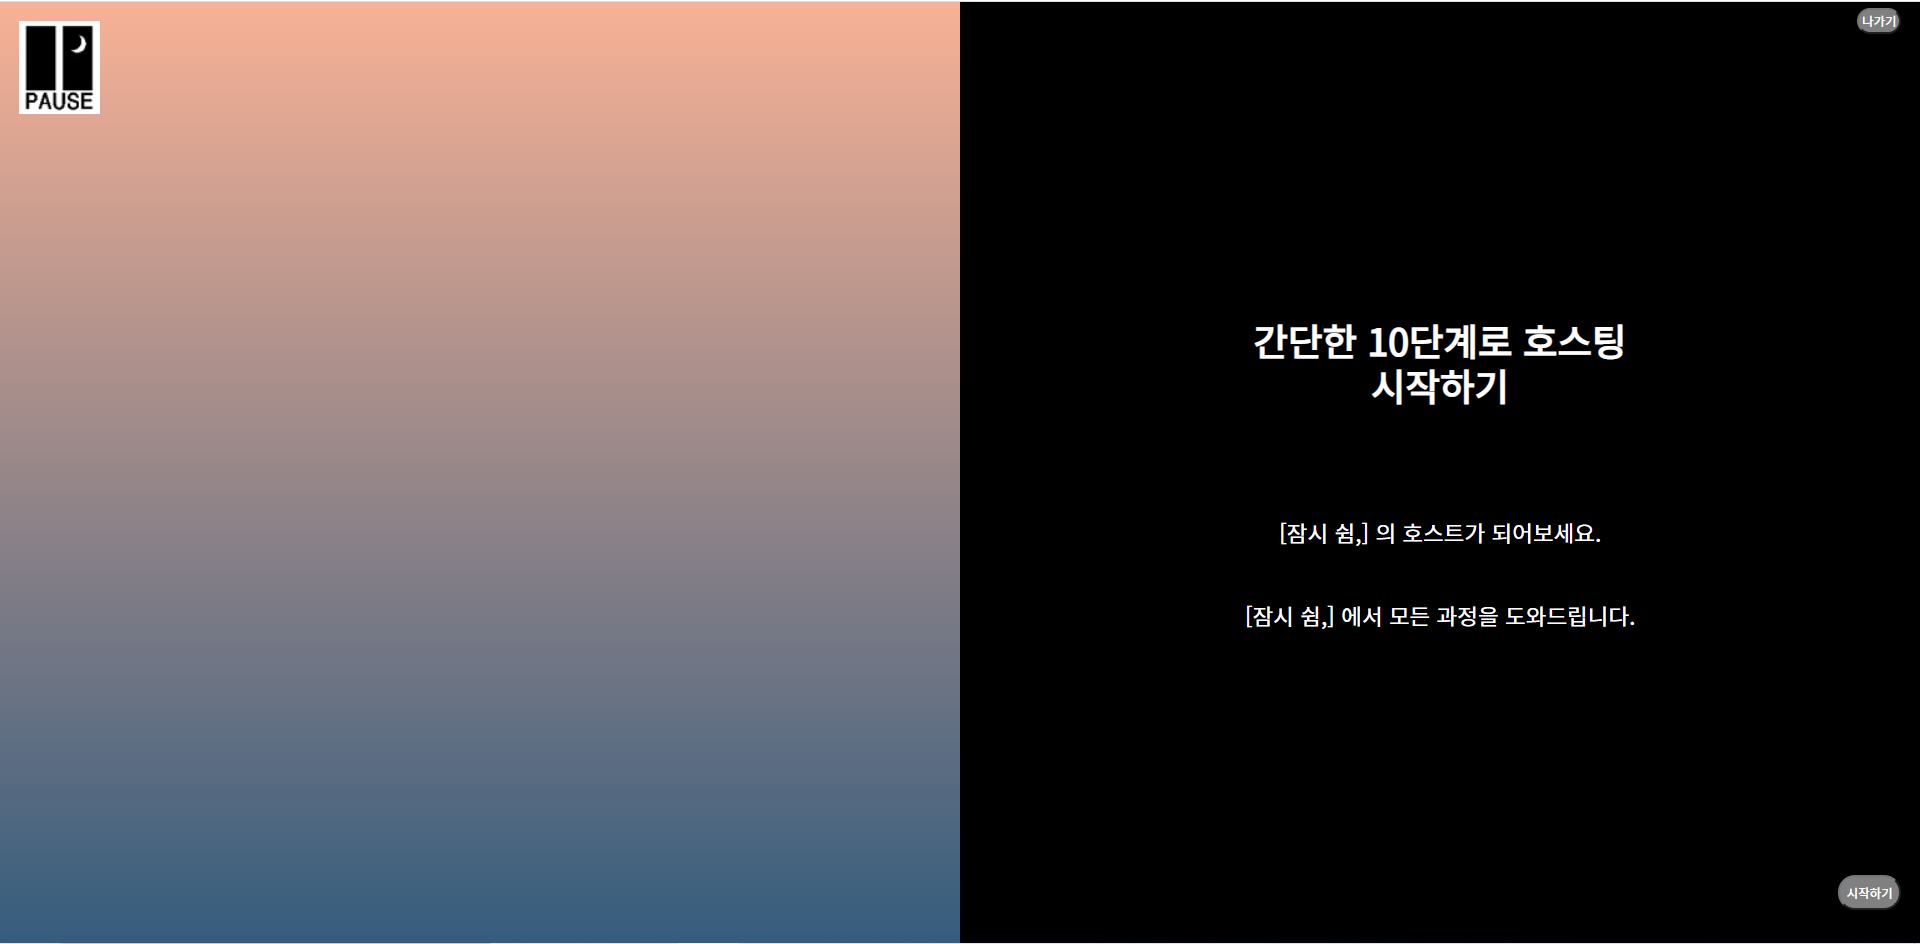 PAUSE
나가기
간단한 10단계로 호스팅
시작하기
[잠시 쉼,] 의 호스트가 되어보세요.
[잠시 쉼,] 에서 모든 과정을 도와드립니다.
시작하기